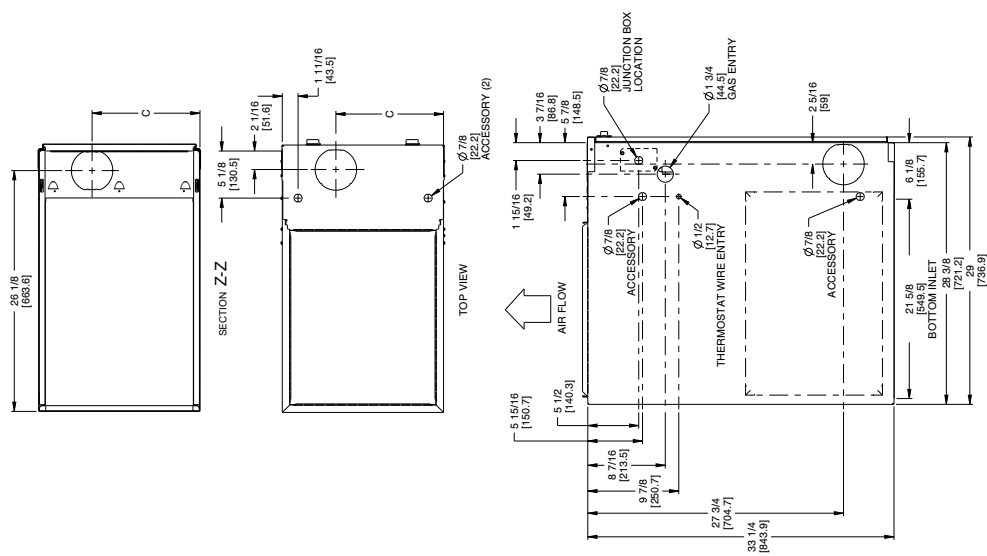 26 1/8
[663.6]
C
SECTION Z-Z
5 1/8
[130.5]
2 1/16
[51.6]
1 11/16
[43.5]
C
Ø 7/8
[22.2]
ACCESSORY (2)
TOP VIEW
AIR FLOW
1 15/16
[49.2]
3 7/16
[86.8]
5 7/8
[148.5]
Ø 7/8
[22.2]
JUNCTION BOX
LOCATION
Ø 1 3/4
[44.5]
GAS ENTRY
2 5/16
[59]
6 1/8
[155.7]
Ø 7/8
[22.2]
ACCESSORY
Ø 1/2
[12.7]
THERMOSTAT WIRE ENTRY
Ø 7/8
[22.2]
ACCESSORY
21 5/8
[549.5]
BOTTOM INLET
28 3/8
[721.2]
29
[736.9]
5 15/16
[150.7]
5 1/2
[140.3]
8 7/16
[213.5]
9 7/8
[250.7]
27 3/4
[704.7]
33 1/4
[843.9]